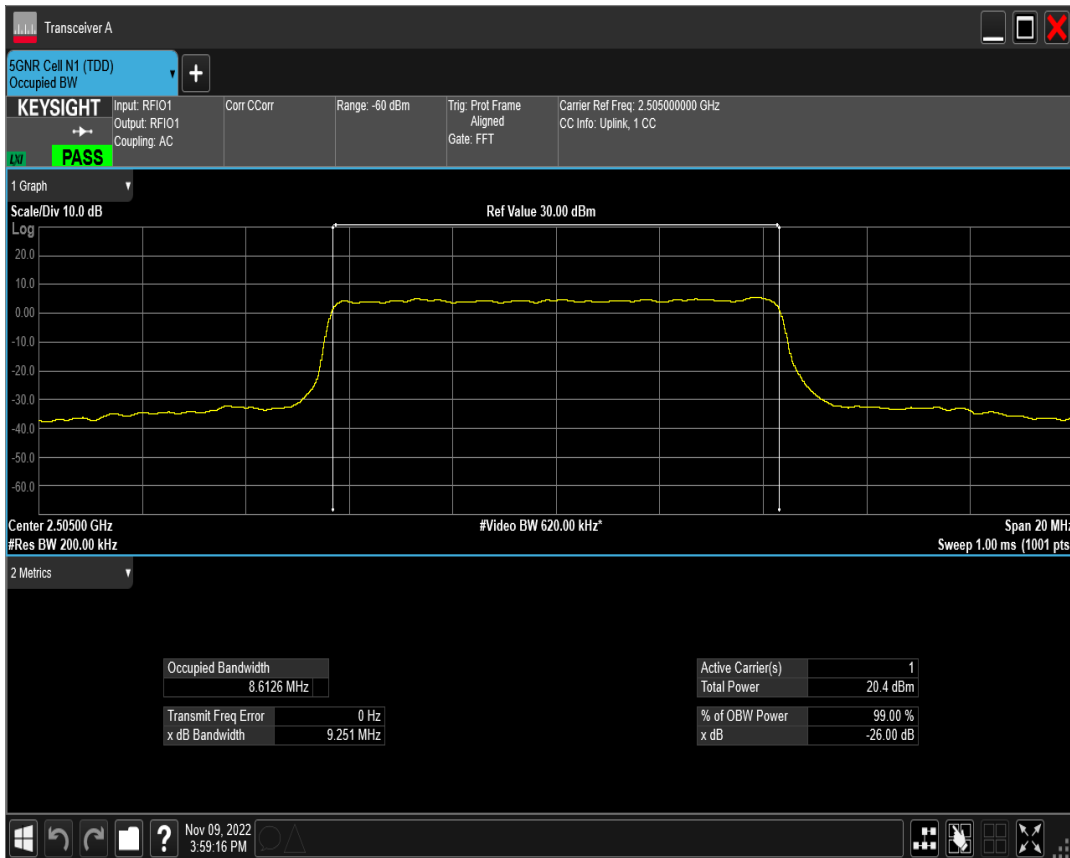 Transceiver A
5GNR Cell N1 (TDD)
Occupied BW
+
KEYSIGHT
LXI
PASS
Input: RFIO1
Output: RFIO1
Coupling: AC
Corr CCorr
Range: -60 dBm
Trig: Prot Frame
Aligned
Gate: FFT
Carrier Ref Freq: 2.505000000 GHz
CC Info: Uplink, 1 CC
1 Graph
Scale/Div 10.0 dB
Ref Value 30.00 dBm
Log
20.0
10.0
0.00
-10.0
-20.0
-30.0
-40.0
-50.0
-60.0
Center 2.50500 GHz
#Video BW 620.00 kHz*
Span 20 MHz
#Res BW 200.00 kHz
Sweep 1.00 ms (1001 pts
2 Metrics
Occupied Bandwidth
8.6126 MHz
Transmit Freq Error 0 Hz
x dB Bandwidth 9.251 MHz
Active Carrier(s) 1
Total Power 20.4 dBm
% of OBW Power 99.00 %
x dB -26.00 dB
?
Nov 09, 2022
3:59:16 PM